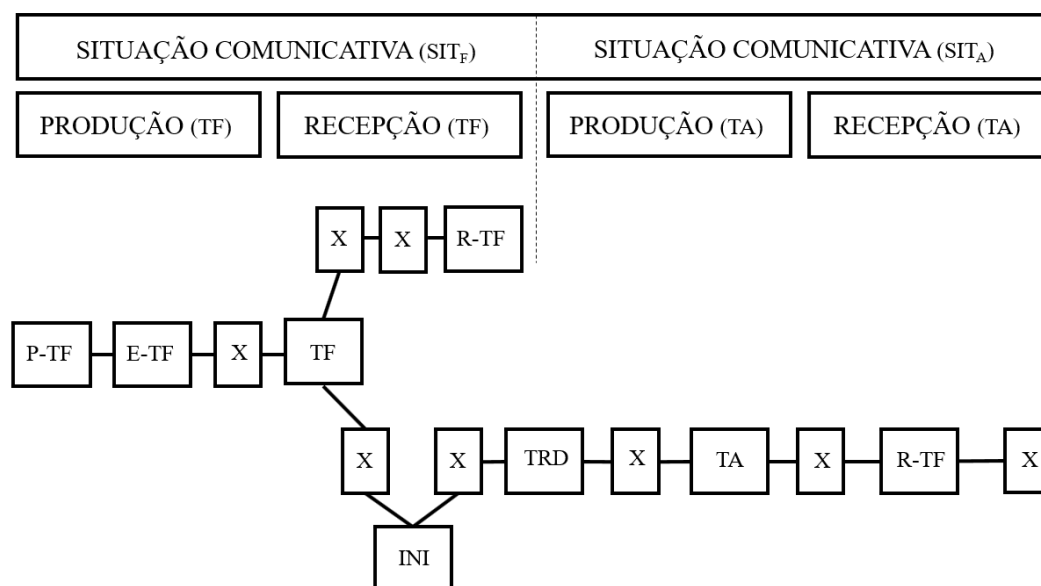 SITUAÇÃO COMUNICATIVA (SITF) SITUAÇÃO COMUNICATIVA (SITA)
PRODUÇÃO (TF) RECEPÇÃO (TF) PRODUÇÃO (TA) RECEPÇÃO (TA)
X X R-TF
P-TF E-TF X TF
X X TRD X TA X R-TF X
INI